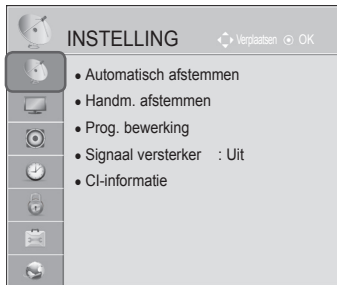 INSTELLING Verplaatsen OK
Automatisch afstemmen
Handm. afstemmen
Prog. bewerking
Signaal versterker : Uit
CI-informatie